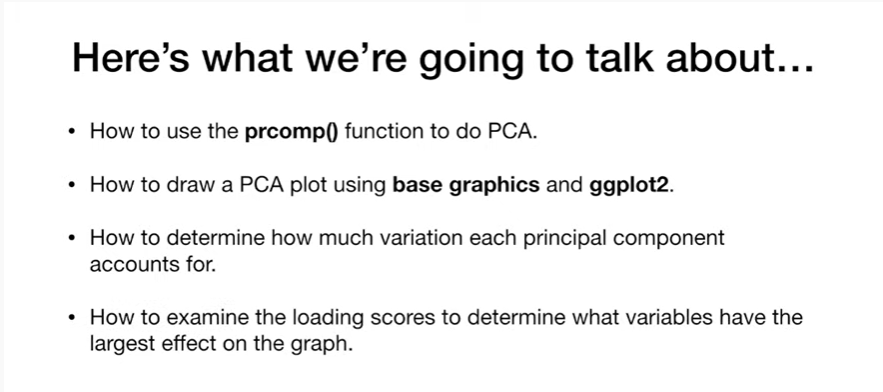 Here’s what we’re going to talk about…
• How to use the prcomp() function to do PCA.
• How to draw a PCA plot using base graphics and ggplot2.
• How to determine how much variation each principal component
accounts for.
• How to examine the loading scores to determine what variables have the
largest effect on the graph.